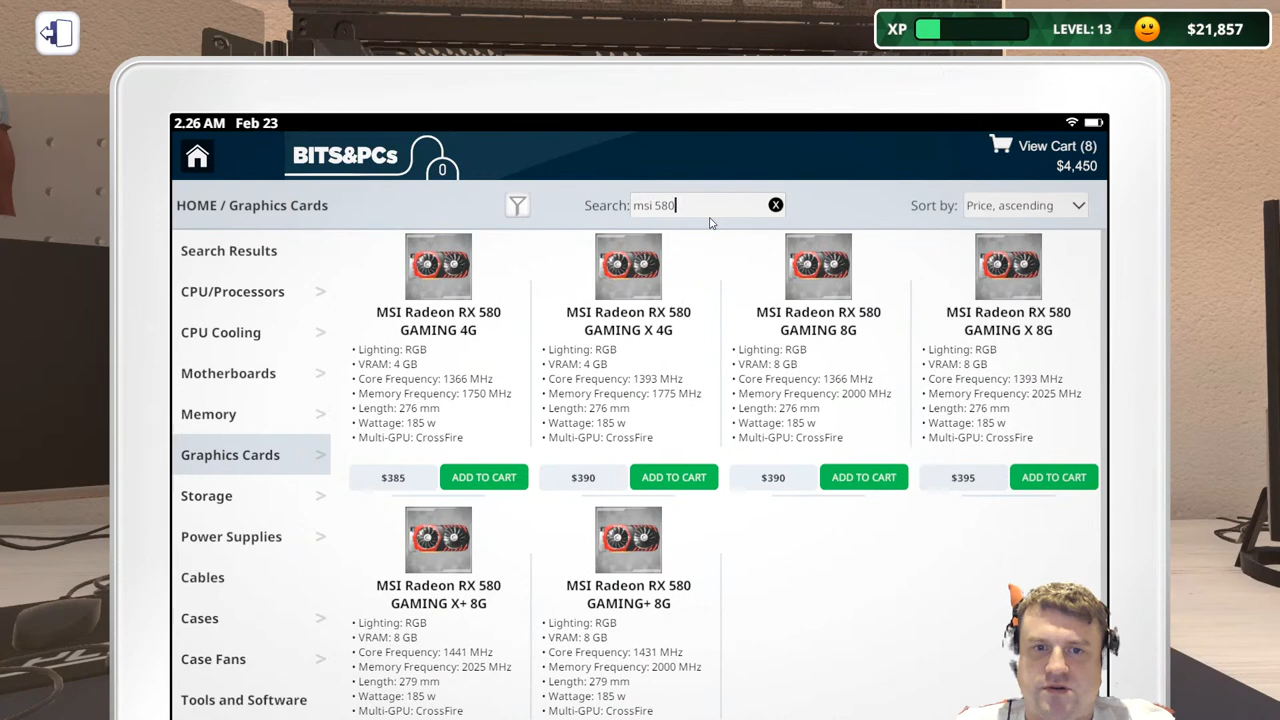 XP
LEVEL: 13
$21,857
2.26 AM Feb 23
BITS&PCs
0
View Cart (8)
$4,450
HOME / Graphics Cards
Search: msi 580
X
Sort by: Price, ascending
Search Results
CPU/Processors >
CPU Cooling >
Motherboards >
Memory >
Graphics Cards >
Storage >
Power Supplies >
Cables
Cases >
Case Fans >
Tools and Software
MSI Radeon RX 580
GAMING 4G
• Lighting: RGB
• VRAM: 4 GB
• Core Frequency: 1366 MHz
• Memory Frequency: 1750 MHz
• Length: 276 mm
• Wattage: 185 w
• Multi-GPU: CrossFire
$385
ADD TO CART
MSI Radeon RX 580
GAMING X 4G
• Lighting: RGB
• VRAM: 4 GB
• Core Frequency: 1393 MHz
• Memory Frequency: 1775 MHz
• Length: 276 mm
• Wattage: 185 w
• Multi-GPU: CrossFire
$390
ADD TO CART
MSI Radeon RX 580
GAMING 8G
• Lighting: RGB
• VRAM: 8 GB
• Core Frequency: 1366 MHz
• Memory Frequency: 2000 MHz
• Length: 276 mm
• Wattage: 185 w
• Multi-GPU: CrossFire
$390
ADD TO CART
MSI Radeon RX 580
GAMING X 8G
• Lighting: RGB
• VRAM: 8 GB
• Core Frequency: 1393 MHz
• Memory Frequency: 2025 MHz
• Length: 276 mm
• Wattage: 185 w
• Multi-GPU: CrossFire
$395
ADD TO CART
MSI Radeon RX 580
GAMING X+ 8G
• Lighting: RGB
• VRAM: 8 GB
• Core Frequency: 1441 MHz
• Memory Frequency: 2025 MHz
• Length: 279 mm
• Wattage: 185 w
• Multi-GPU: CrossFire
MSI Radeon RX 580
GAMING+ 8G
• Lighting: RGB
• VRAM: 8 GB
• Core Frequency: 1431 MHz
• Memory Frequency: 2000 MHz
• Length: 279 mm
• Wattage: 185 w
• Multi-GPU: CrossFire